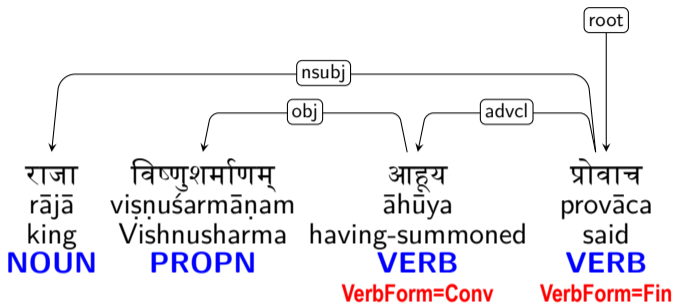 root
nsubj
obj advcl
राजा विष्णुशर्माणम् आहूय प्रोवाच
rājā viṣṇuśarmāṇam āhūya provāca
king Vishnusharma having-summoned said
NOUN PROPN VERB VERB
VerbForm=Conv VerbForm=Fin